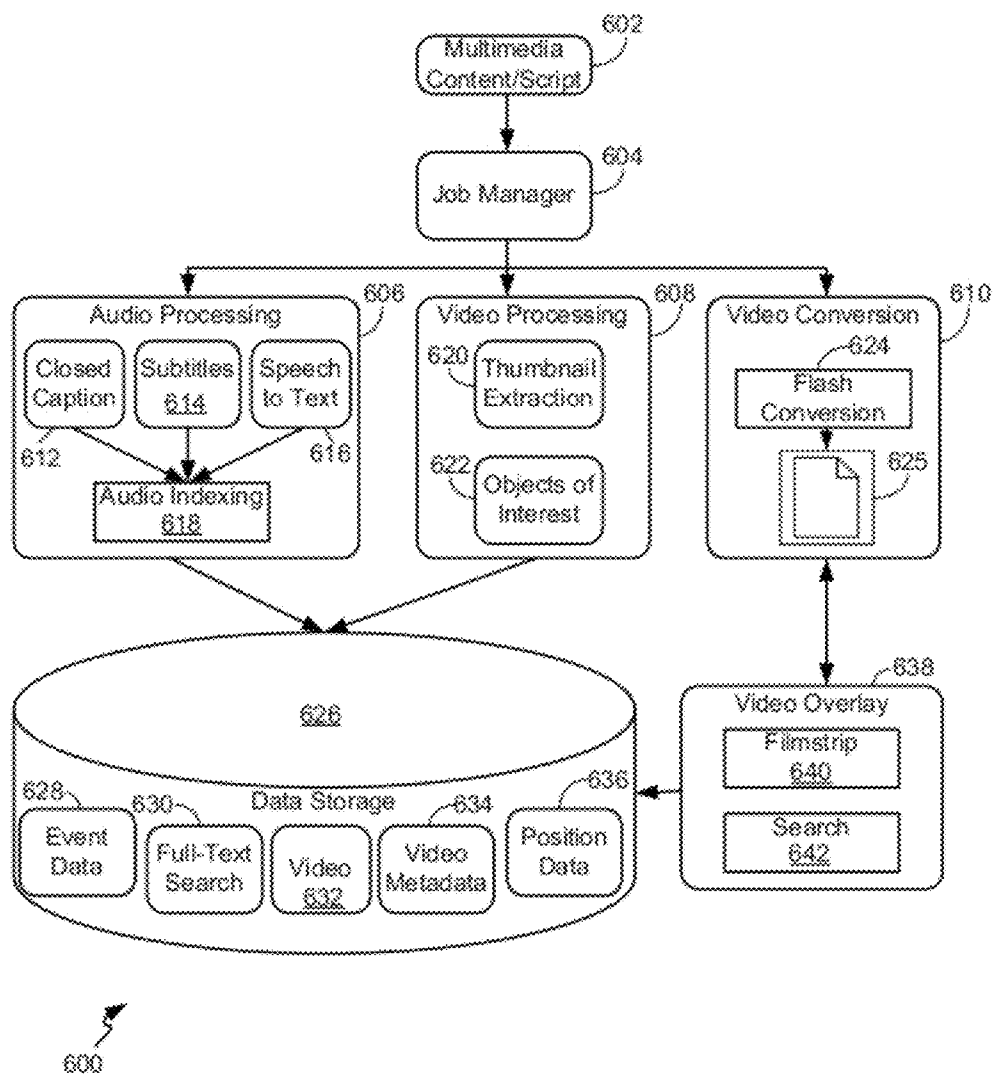 602
Multimedia
Content/Script
604
Job Manager
606
608
610
Audio Processing
Video Processing
Video Conversion
Closed
Caption
Subtitles
614
Speech
to Text
620
Thumbnail
Extraction
624
Flash
Conversion
612
616
622
625
Audio Indexing
618
Objects of
Interest
638
626
Video Overlay
Filmstrip
640
Search
642
Data Storage
628
630
634
636
Event
Data
Full-Text
Search
Video
632
Video
Metadata
Position
Data
600